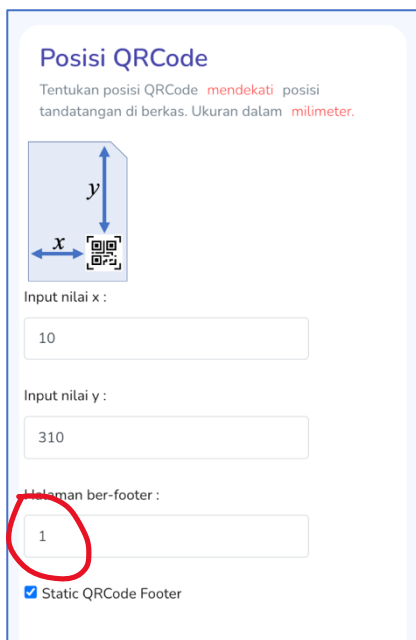 Posisi QRCode
Tentukan posisi QRCode mendekati posisi
tandatangan di berkas. Ukuran dalam milimeter.
y
x
Input nilai x :
10
Input nilai y :
310
Halaman ber-footer :
1
Static QRCode Footer